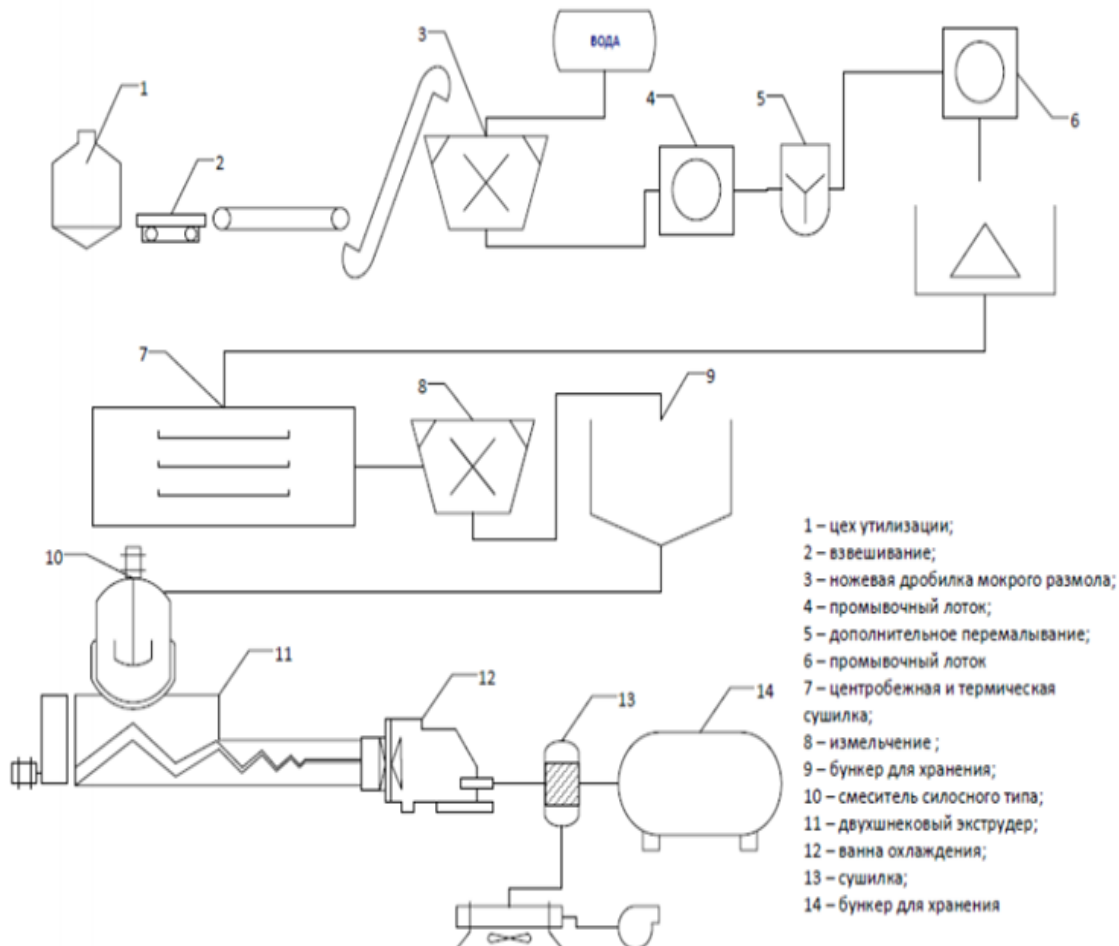 ВОДА
1
2
3
4
5
6
7
8
9
10
11
12
13
14
1 – цех утилизации;
2 – взвешивание;
3 – ножевая дробилка мокрого размола;
4 – промывочный лоток;
5 – дополнительное перемалывание;
6 – промывочный лоток
7 – центробежная и термическая
сушилка;
8 – измельчение ;
9 – бункер для хранения;
10 – смеситель силосного типа;
11 – двухшнековый экструдер;
12 – ванна охлаждения;
13 – сушилка;
14 – бункер для хранения